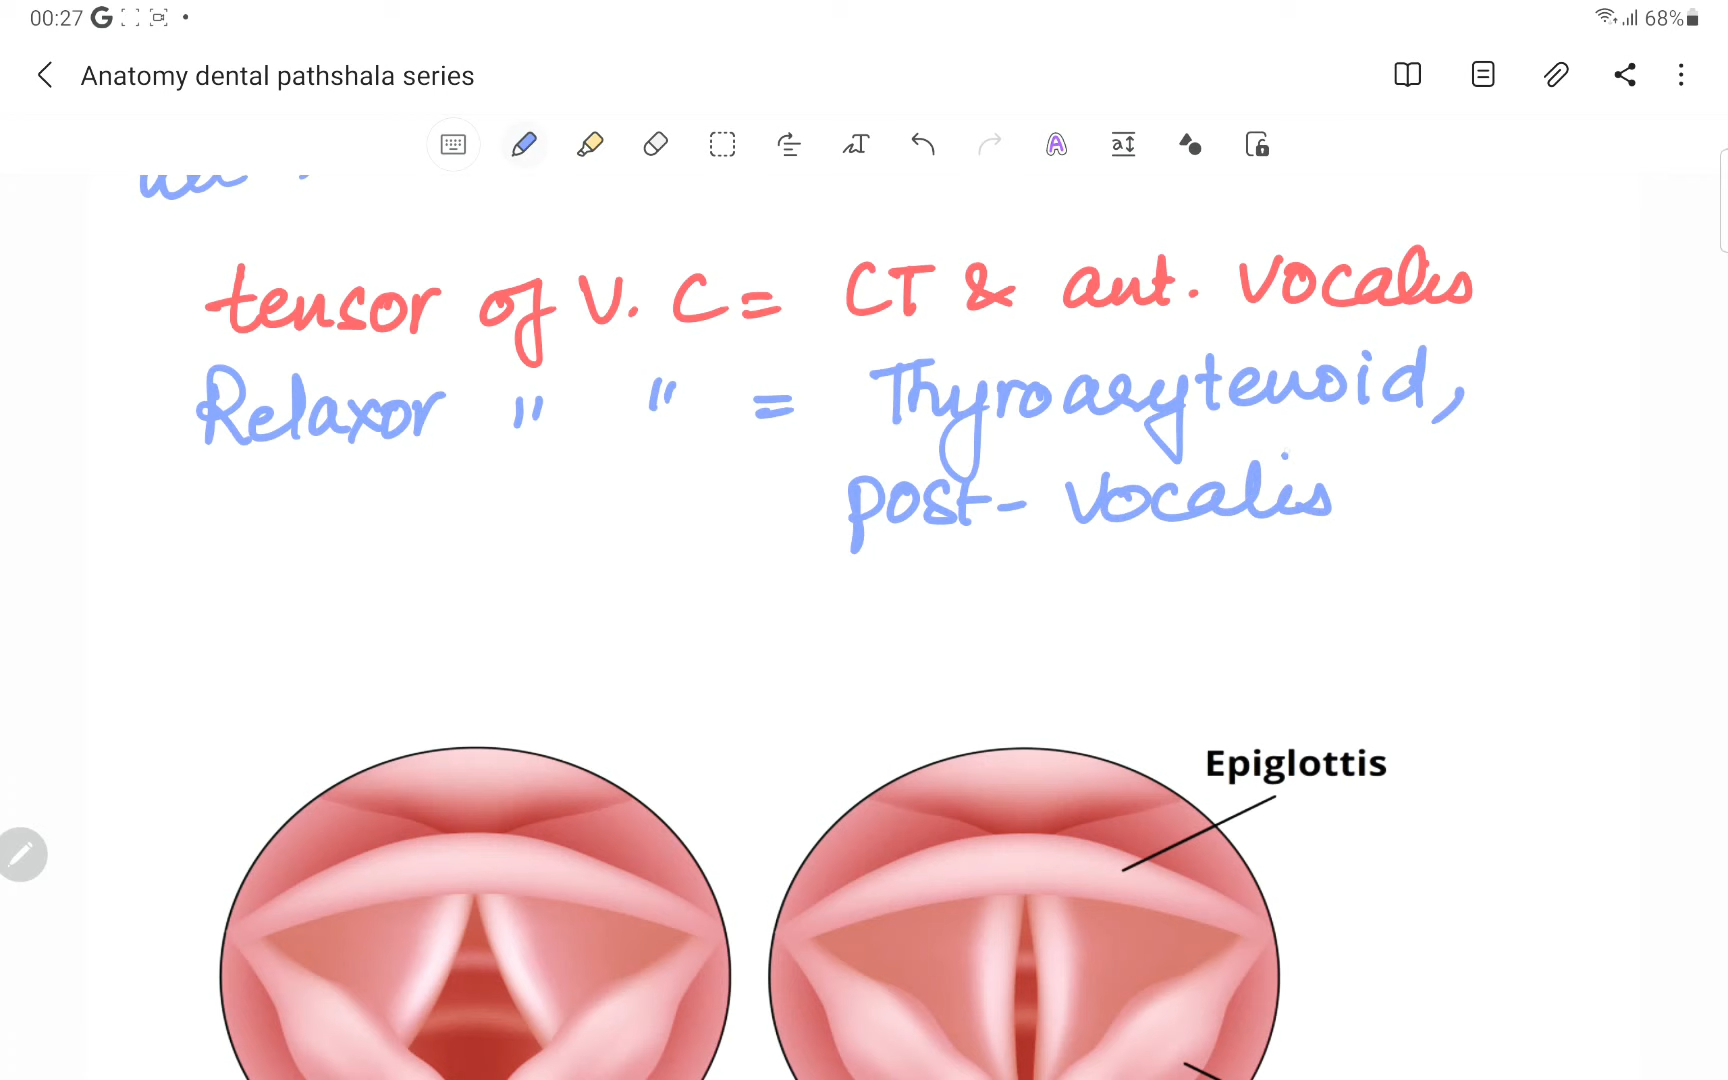 00:27 G
68%
Anatomy dental pathshala series
tensor of V. C = CT & ant. vocalis
Relaxor " " = Thyroarytenoid,
post- vocalis
Epiglottis